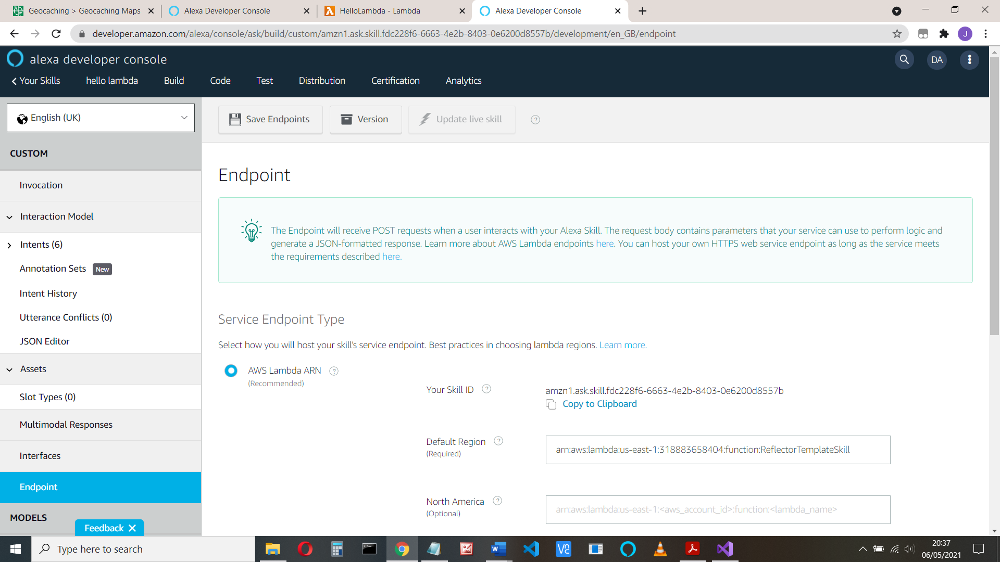 Geocaching > Geocaching Maps
Alexa Developer Console
HelloLambda - Lambda
Alexa Developer Console
developer.amazon.com/alexa/console/ask/build/custom/amzn1.ask.skill.fdc228f6-6663-4e2b-8403-0e6200d8557b/development/en_GB/endpoint
J
alexa developer console
DA
Your Skills
hello lambda
Build
Code
Test
Distribution
Certification
Analytics
English (UK)
Save Endpoints
Version
Update live skill
?
CUSTOM
Invocation
Interaction Model
Intents (6)
Annotation Sets New
Intent History
Utterance Conflicts (0)
JSON Editor
Assets
Slot Types (0)
Multimodal Responses
Interfaces
Endpoint
MODELS
Feedback X
Endpoint
The Endpoint will receive POST requests when a user interacts with your Alexa Skill. The request body contains parameters that your service can use to perform logic and
generate a JSON-formatted response. Learn more about AWS Lambda endpoints here. You can host your own HTTPS web service endpoint as long as the service meets
the requirements described here.
Service Endpoint Type
Select how you will host your skill's service endpoint. Best practices in choosing lambda regions. Learn more.
AWS Lambda ARN ?
(Recommended)
Your Skill ID ?
amzn1.ask.skill.fdc228f6-6663-4e2b-8403-0e6200d8557b
Copy to Clipboard
Default Region ?
(Required)
arn:aws:lambda:us-east-1:318883658404:function:ReflectorTemplateSkill
North America ?
(Optional)
arn:aws:lambda:us-east-1:<aws_account_id>:function:<lambda_name>
Type here to search
20:37
06/05/2021